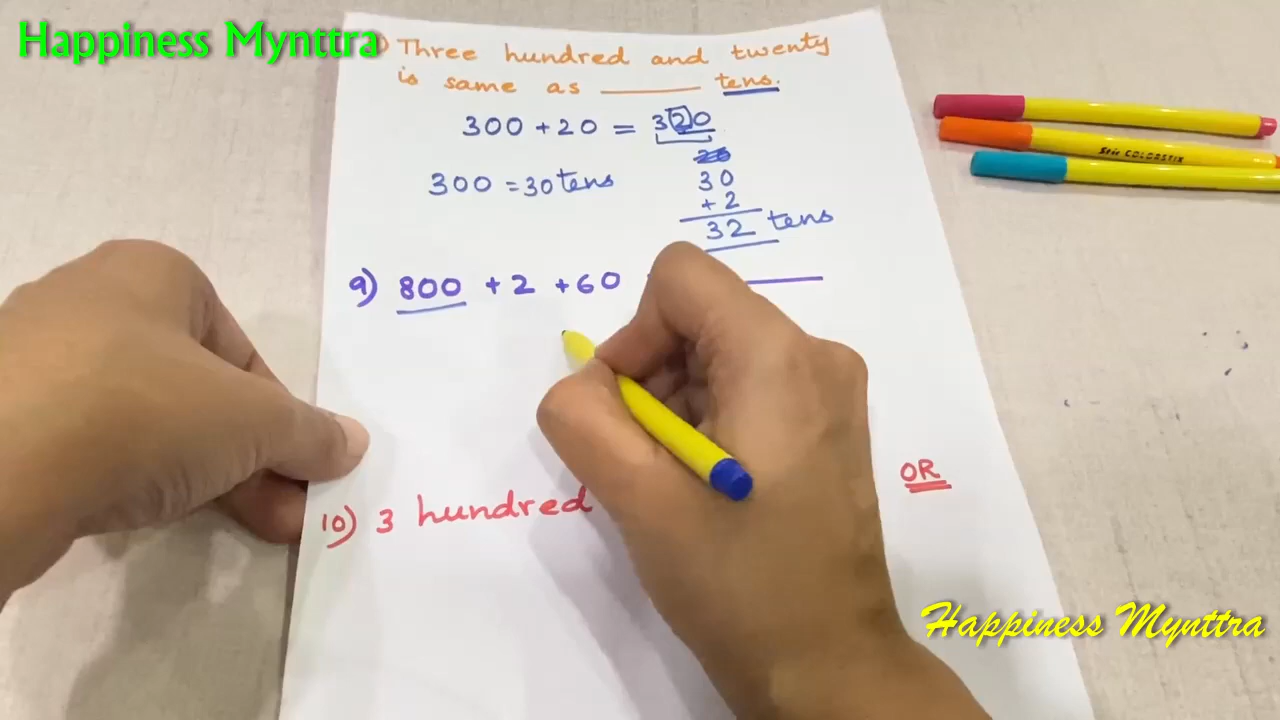 Happiness Mynttra
) Three hundred and twenty
is same as ______ tens.
300 + 20 = 320
300 = 30 tens
30
+ 2
32 tens
9) 800 + 2 + 60 ______
10) 3 hundred
OR
Stic COLORSTIX
Happiness Mynttra